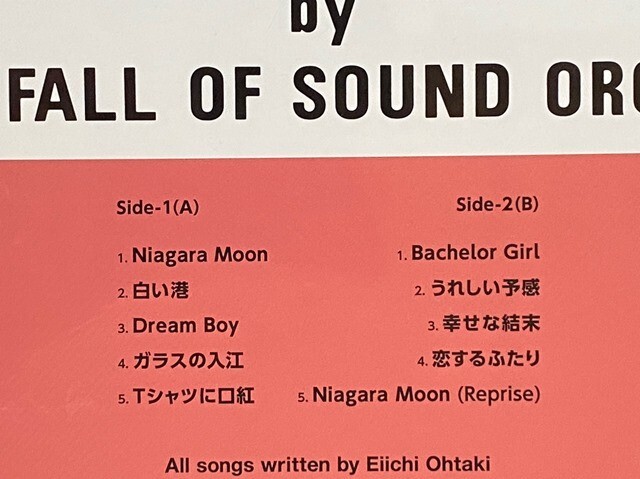 by
FALL OF SOUND
Side-1(A)
1. Niagara Moon
2. 白い港
3. Dream Boy
4. ガラスの入江
5. Tシャツに口紅
Side-2(B)
1. Bachelor Girl
2. うれしい予感
3. 幸せな結末
4. 恋するふたり
5. Niagara Moon (Reprise)
All songs written by Eiichi Ohtaki